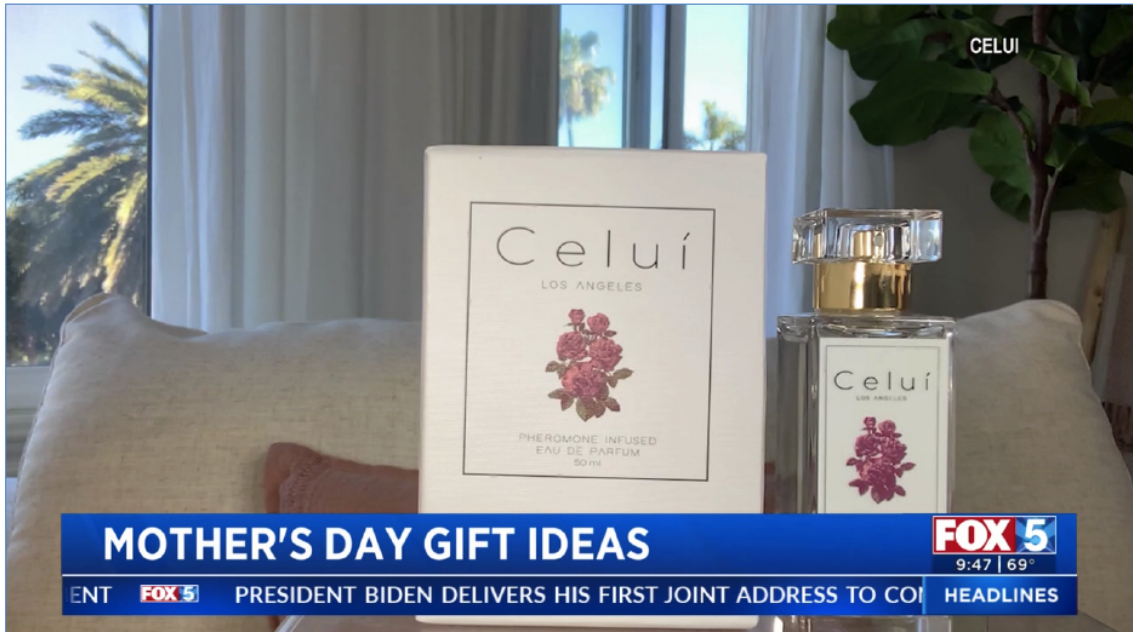 CELUI
Celuí
LOS ANGELES
PHEROMONE INFUSED
EAU DE PARFUM
50 ml
Celuí
LOS ANGELES
MOTHER'S DAY GIFT IDEAS
FOX 5
9:47 | 69°
ENT FOX 5 PRESIDENT BIDEN DELIVERS HIS FIRST JOINT ADDRESS TO CO
HEADLINES